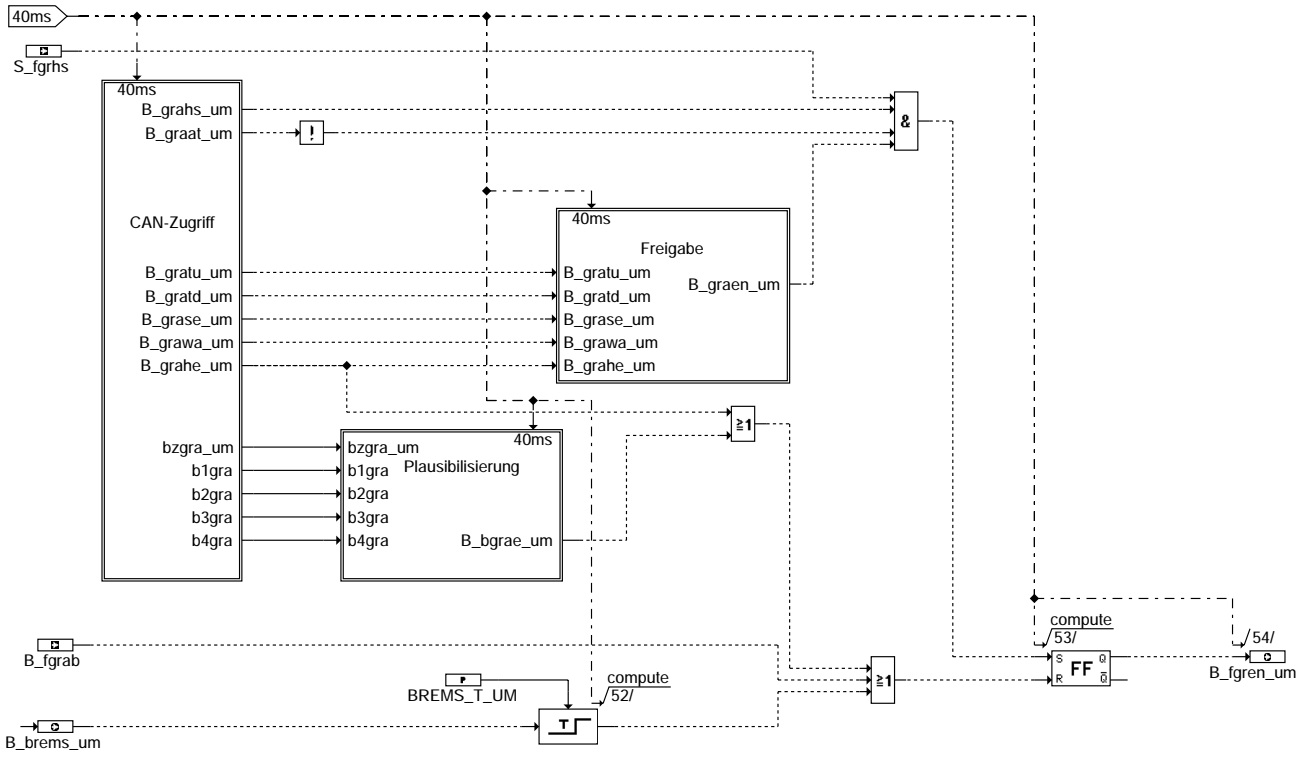 40ms
S_fgrhs
40ms
B_grahs_um
B_graat_um
!
&
CAN-Zugriff
40ms
Freigabe
B_gratu_um
B_gratu_um
B_graen_um
B_gratd_um
B_gratd_um
B_grase_um
B_grase_um
B_grawa_um
B_grawa_um
B_grahe_um
B_grahe_um
≥1
40ms
bzgra_um
bzgra_um
Plausibilisierung
b1gra
b1gra
b2gra
b2gra
b3gra
b3gra
b4gra
b4gra
B_bgrae_um
compute
53/
54/
B_fgrab
S Q
FF
R Q̅
B_fgren_um
P
BREMS_T_UM
compute
52/
≥1
T
B_brems_um